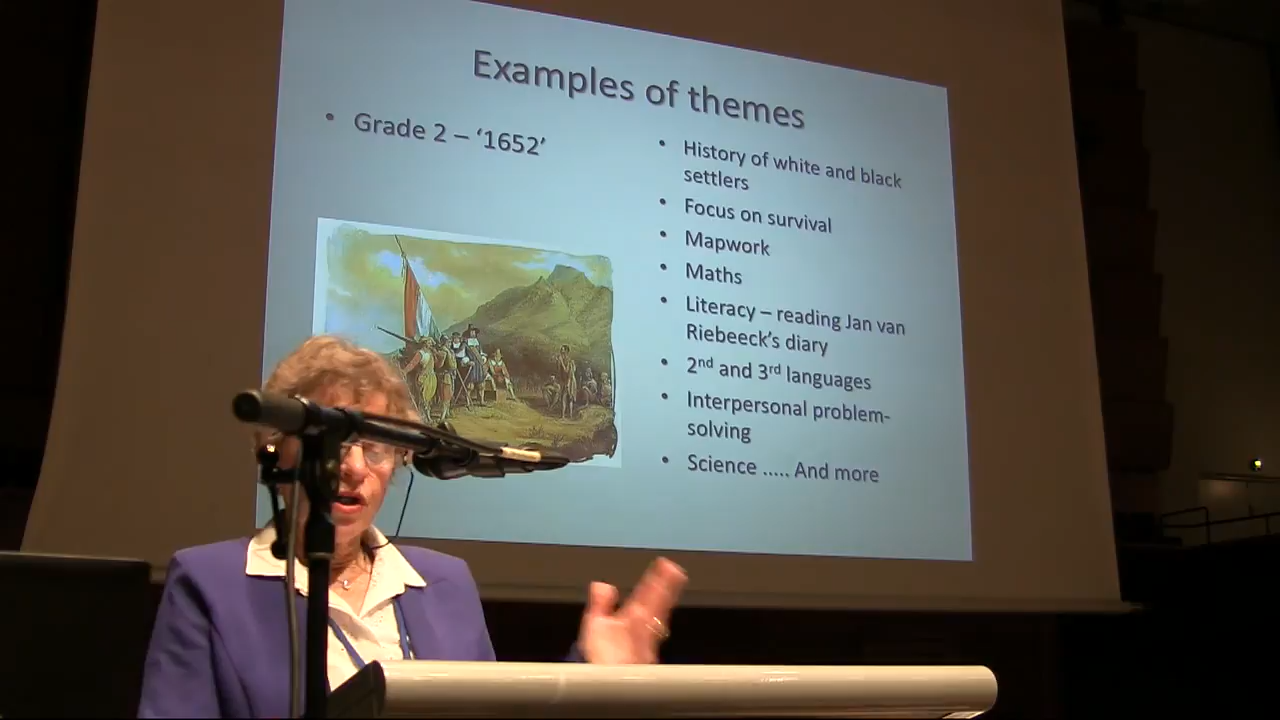 Examples of themes
• Grade 2 – ‘1652’
• History of white and black
settlers
• Focus on survival
• Mapwork
• Maths
• Literacy – reading Jan van
Riebeeck’s diary
• 2nd and 3rd languages
• Interpersonal problem-
solving
• Science ..... And more